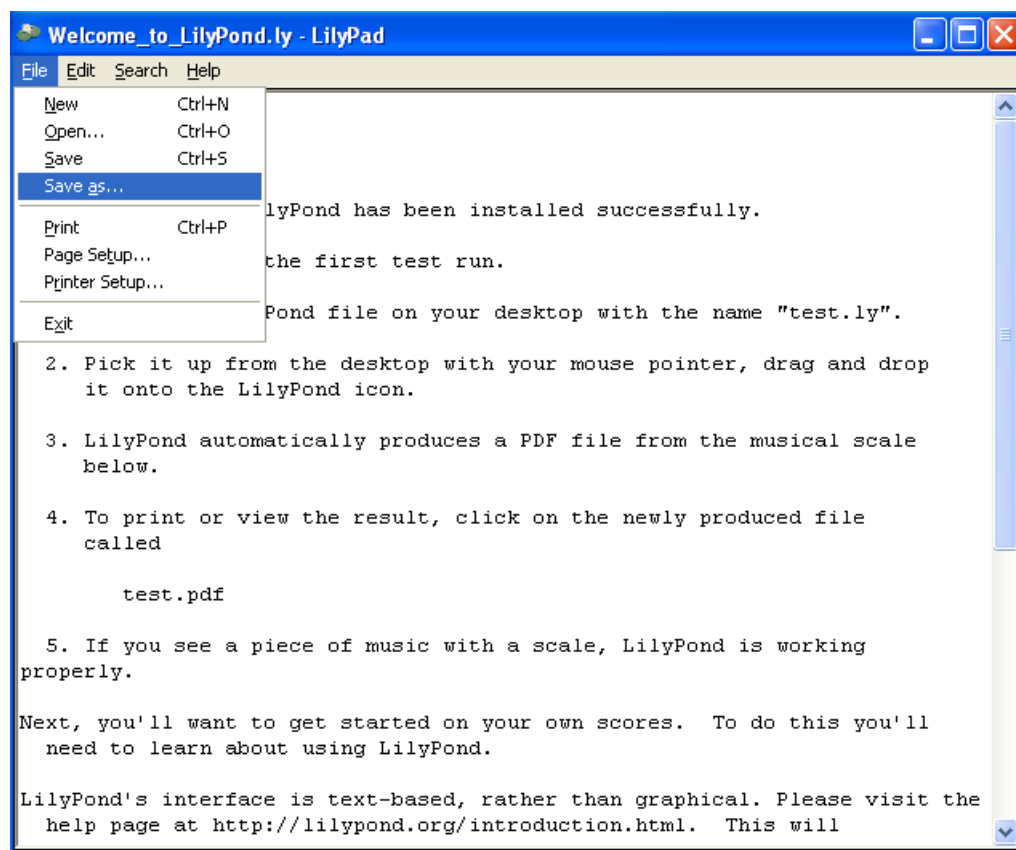 Welcome_to_LilyPond.ly - LilyPad
File Edit Search Help
New Ctrl+N
Open... Ctrl+O
Save Ctrl+S
Save as...
Print Ctrl+P
Page Setup...
Printer Setup...
Exit
lyPond has been installed successfully.
the first test run.
Pond file on your desktop with the name "test.ly".
2. Pick it up from the desktop with your mouse pointer, drag and drop
it onto the LilyPond icon.
3. LilyPond automatically produces a PDF file from the musical scale
below.
4. To print or view the result, click on the newly produced file
called
test.pdf
5. If you see a piece of music with a scale, LilyPond is working
properly.
Next, you'll want to get started on your own scores.  To do this you'll
need to learn about using LilyPond.
LilyPond's interface is text-based, rather than graphical. Please visit the
help page at http://lilypond.org/introduction.html.  This will